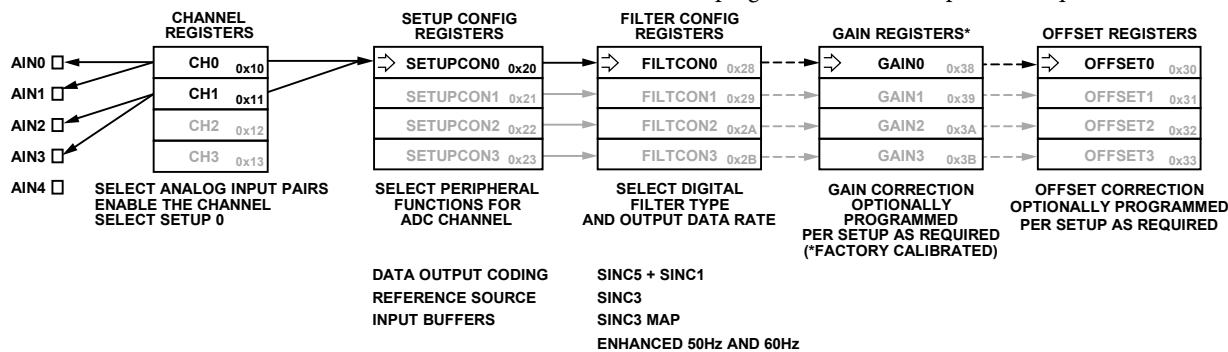 CHANNEL
REGISTERS
SETUP CONFIG
REGISTERS
FILTER CONFIG
REGISTERS
GAIN REGISTERS*
OFFSET REGISTERS
AIN0
AIN1
AIN2
AIN3
AIN4
CH0 0x10
CH1 0x11
CH2 0x12
CH3 0x13
SETUPCON0 0x20
SETUPCON1 0x21
SETUPCON2 0x22
SETUPCON3 0x23
FILTCON0 0x28
FILTCON1 0x29
FILTCON2 0x2A
FILTCON3 0x2B
GAIN0 0x38
GAIN1 0x39
GAIN2 0x3A
GAIN3 0x3B
OFFSET0 0x30
OFFSET1 0x31
OFFSET2 0x32
OFFSET3 0x33
SELECT ANALOG INPUT PAIRS
ENABLE THE CHANNEL
SELECT SETUP 0
SELECT PERIPHERAL
FUNCTIONS FOR
ADC CHANNEL
SELECT DIGITAL
FILTER TYPE
AND OUTPUT DATA RATE
GAIN CORRECTION
OPTIONALLY
PROGRAMMED
PER SETUP AS REQUIRED
(*FACTORY CALIBRATED)
OFFSET CORRECTION
OPTIONALLY PROGRAMMED
PER SETUP AS REQUIRED
DATA OUTPUT CODING
REFERENCE SOURCE
INPUT BUFFERS
SINC5 + SINC1
SINC3
SINC3 MAP
ENHANCED 50Hz AND 60Hz